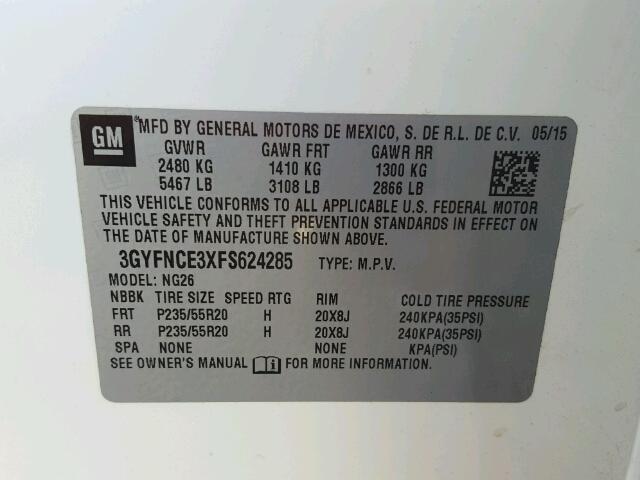 GM ®MFD BY GENERAL MOTORS DE MEXICO, S. DE R.L. DE C.V. 05/15
GVWR GAWR FRT GAWR RR
2480 KG 1410 KG 1300 KG
5467 LB 3108 LB 2866 LB
THIS VEHICLE CONFORMS TO ALL APPLICABLE U.S. FEDERAL MOTOR
VEHICLE SAFETY AND THEFT PREVENTION STANDARDS IN EFFECT ON
THE DATE OF MANUFACTURE SHOWN ABOVE.
3GYFNCE3XFS624285 TYPE: M.P.V.
MODEL: NG26
NBBK TIRE SIZE SPEED RTG RIM COLD TIRE PRESSURE
FRT P235/55R20 H 20X8J 240KPA(35PSI)
RR P235/55R20 H 20X8J 240KPA(35PSI)
SPA NONE NONE KPA(PSI)
SEE OWNER'S MANUAL i FOR MORE INFORMATION.